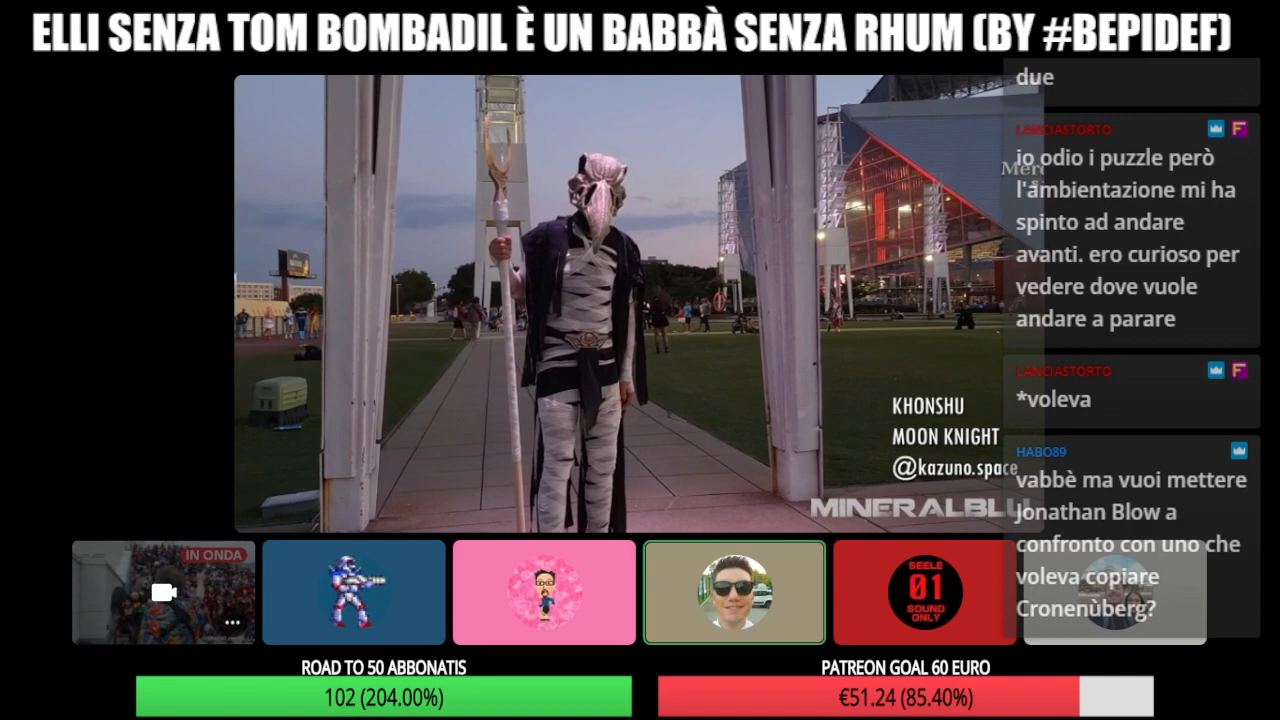 ELLI SENZA TOM BOMBADIL È UN BABBÀ SENZA RHUM (BY #BEPIDEF)
due
LANCIASTORTO
io odio i puzzle però
l'ambientazione mi ha
spinto ad andare
avanti. ero curioso per
vedere dove vuole
andare a parare
LANCIASTORTO
*voleva
HABO89
vabbè ma vuoi mettere
Jonathan Blow a
confronto con uno che
voleva copiare
Cronenùberg?
Merc
KHONSHU
MOON KNIGHT
@kazuno.space
MINERALBLU
IN ONDA
SEELE
01
SOUND
ONLY
ROAD TO 50 ABBONATIS
102 (204.00%)
PATREON GOAL 60 EURO
€51.24 (85.40%)